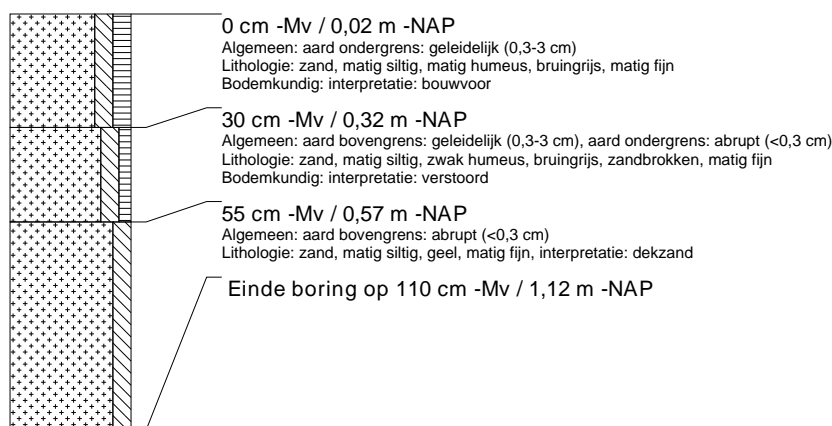 0 cm -Mv / 0,02 m -NAP
Algemeen: aard ondergrens: geleidelijk (0,3-3 cm)
Lithologie: zand, matig siltig, matig humeus, bruingrijs, matig fijn
Bodemkundig: interpretatie: bouwvoor
30 cm -Mv / 0,32 m -NAP
Algemeen: aard bovengrens: geleidelijk (0,3-3 cm), aard ondergrens: abrupt (<0,3 cm)
Lithologie: zand, matig siltig, zwak humeus, bruingrijs, zandbrokken, matig fijn
Bodemkundig: interpretatie: verstoord
55 cm -Mv / 0,57 m -NAP
Algemeen: aard bovengrens: abrupt (<0,3 cm)
Lithologie: zand, matig siltig, geel, matig fijn, interpretatie: dekzand
Einde boring op 110 cm -Mv / 1,12 m -NAP